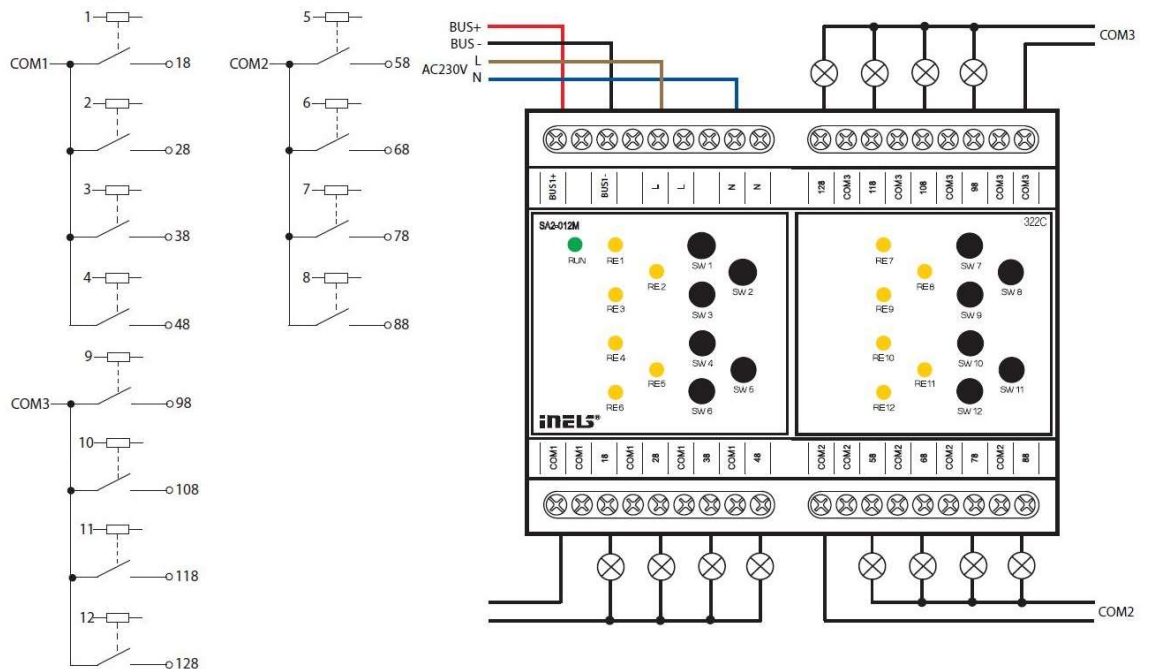 1
COM1 18
2
28
3
38
4
48
5
COM2 58
6
68
7
78
8
88
9
COM3 98
10
108
11
118
12
128
BUS+
BUS -
L
AC230V
N
COM3
BUS1+ BUS1- L L N N
128 COM3 118 COM3 108 COM3 98 COM3 COM3
SA2-012M
322C
RUN RE1 SW 1
RE2 SW 2
RE3 SW 3
RE4 SW 4
RE5 SW 5
RE6 SW 6
RE7 SW 7
RE8 SW 8
RE9 SW 9
RE10 SW 10
RE11 SW 11
RE12 SW 12
iNELS®
COM1 COM1 18 COM1 28 COM1 38 COM1 48
COM2 COM2 58 COM2 68 COM2 78 COM2 88
COM2